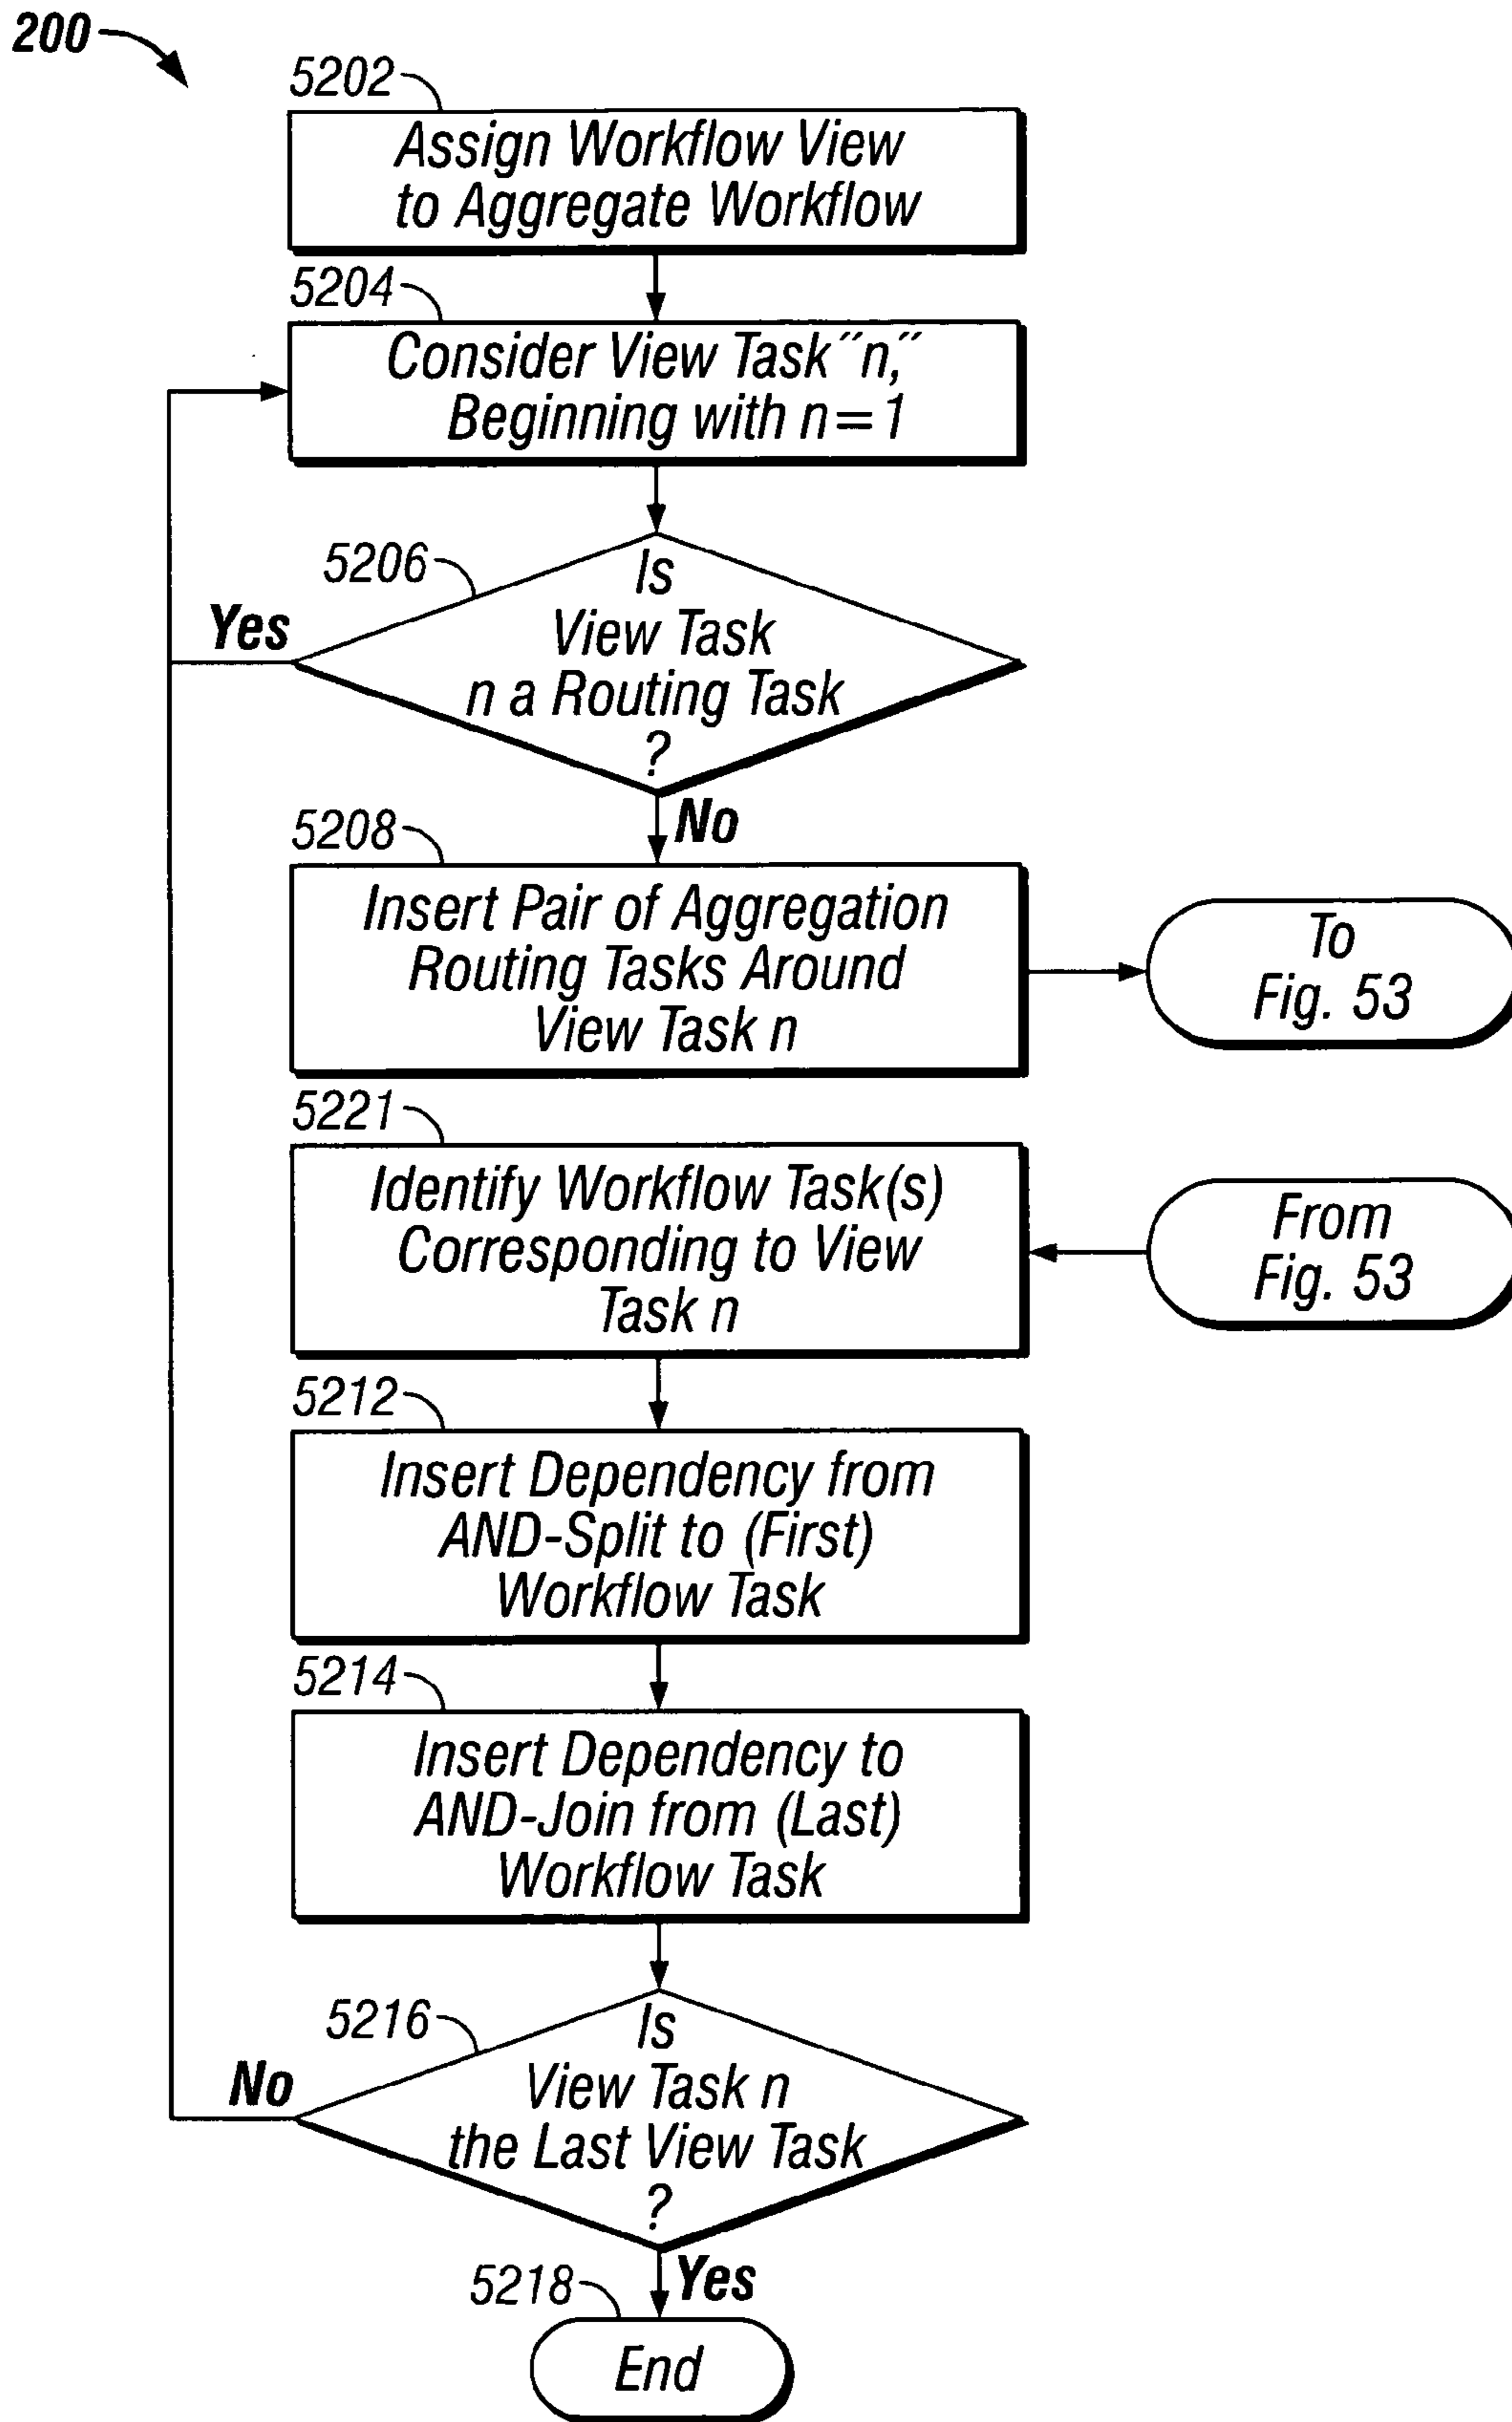 200
5202
Assign Workflow View
to Aggregate Workflow
5204
Consider View Task "n,"
Beginning with n=1
5206
Is
View Task
n a Routing Task
?
Yes
No
5208
Insert Pair of Aggregation
Routing Tasks Around
View Task n
To
Fig. 53
5221
Identify Workflow Task(s)
Corresponding to View
Task n
From
Fig. 53
5212
Insert Dependency from
AND-Split to (First)
Workflow Task
5214
Insert Dependency to
AND-Join from (Last)
Workflow Task
5216
Is
View Task n
the Last View Task
?
No
Yes
5218
End